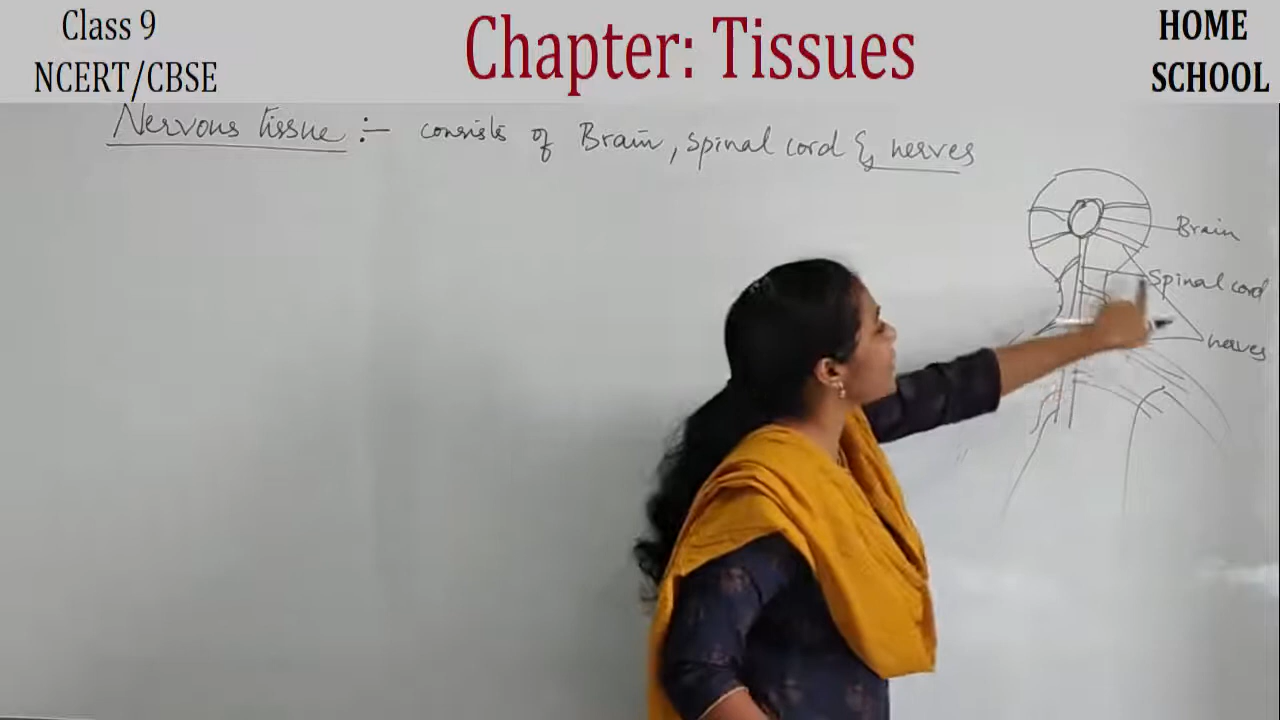 Class 9
NCERT/CBSE
Chapter: Tissues
HOME
SCHOOL
Nervous tissue :- consists of Brain, spinal cord & nerves
Brain
Spinal cord
nerves